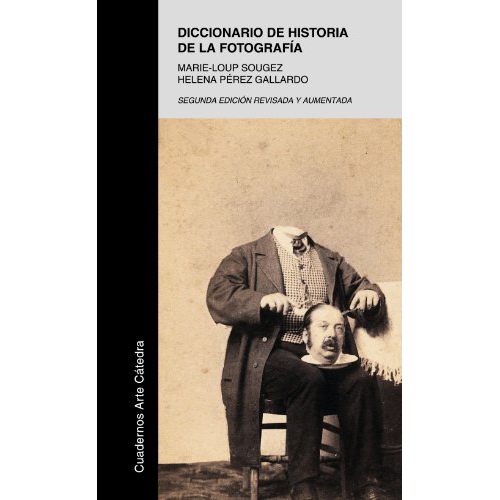 DICCIONARIO DE HISTORIA
DE LA FOTOGRAFÍA
MARIE-LOUP SOUGEZ
HELENA PÉREZ GALLARDO
SEGUNDA EDICIÓN REVISADA Y AUMENTADA
Cuadernos Arte Cátedra